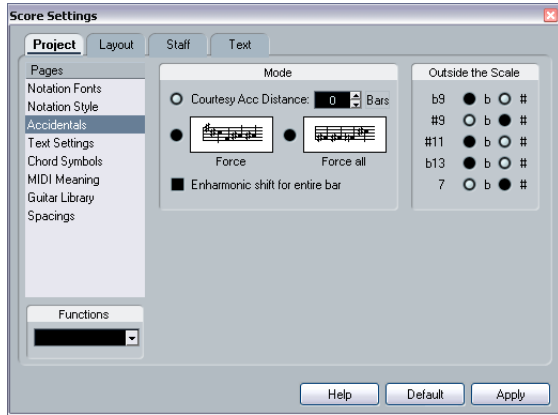 Score Settings
Project Layout Staff Text
Pages
Notation Fonts
Notation Style
Accidentals
Text Settings
Chord Symbols
MIDI Meaning
Guitar Library
Spacings
Functions
Mode
Courtesy Acc Distance: 0 Bars
Force Force all
Enharmonic shift for entire bar
Outside the Scale
b9 b #
#9 b #
#11 b #
b13 b #
7 b #
Help Default Apply